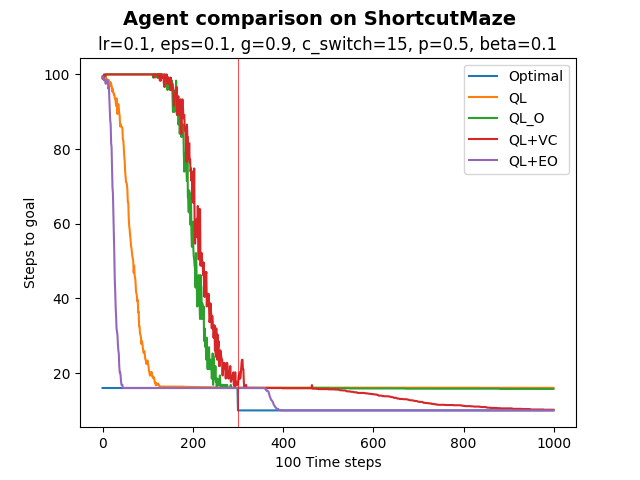 Agent comparison on ShortcutMaze
lr=0.1, eps=0.1, g=0.9, c_switch=15, p=0.5, beta=0.1
Optimal
QL
QL_O
QL+VC
QL+EO
Steps to goal
100
80
60
40
20
0
200
400
600
800
1000
100 Time steps